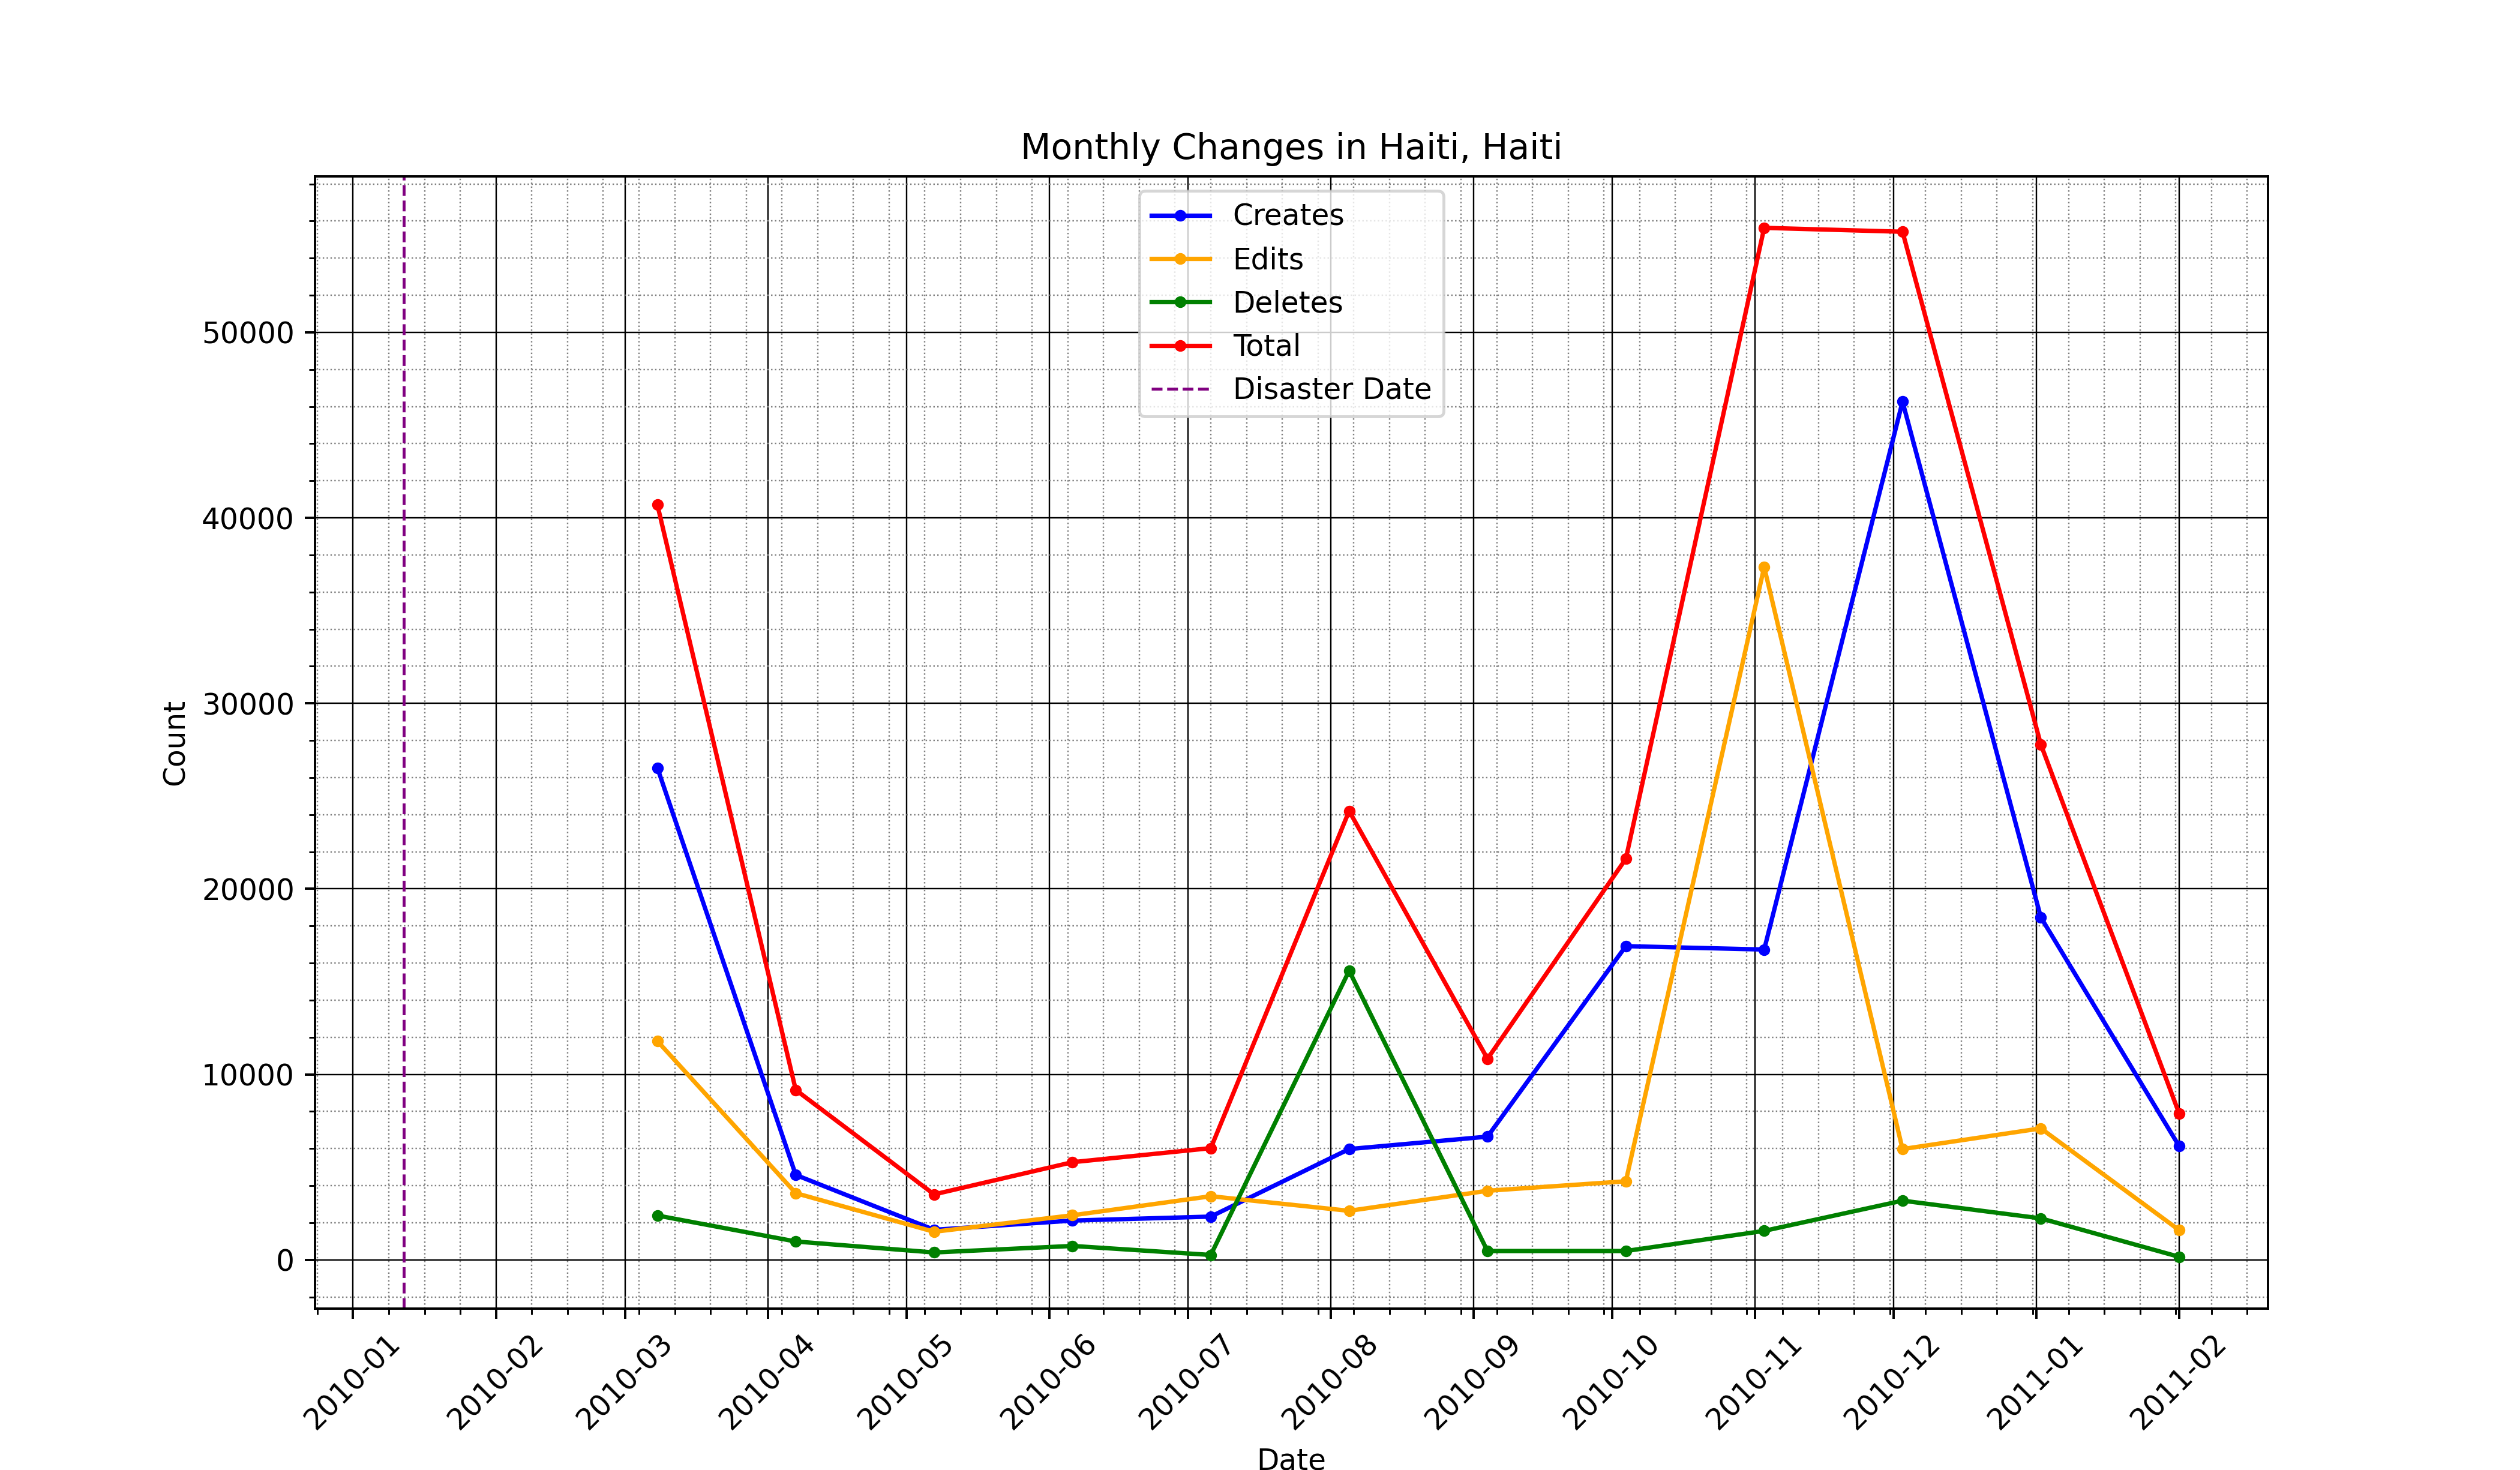 Monthly Changes in Haiti, Haiti
Creates
Edits
Deletes
Total
Disaster Date
Count
50000
40000
30000
20000
10000
0
2010-01
2010-02
2010-03
2010-04
2010-05
2010-06
2010-07
2010-08
2010-09
2010-10
2010-11
2010-12
2011-01
2011-02
Date